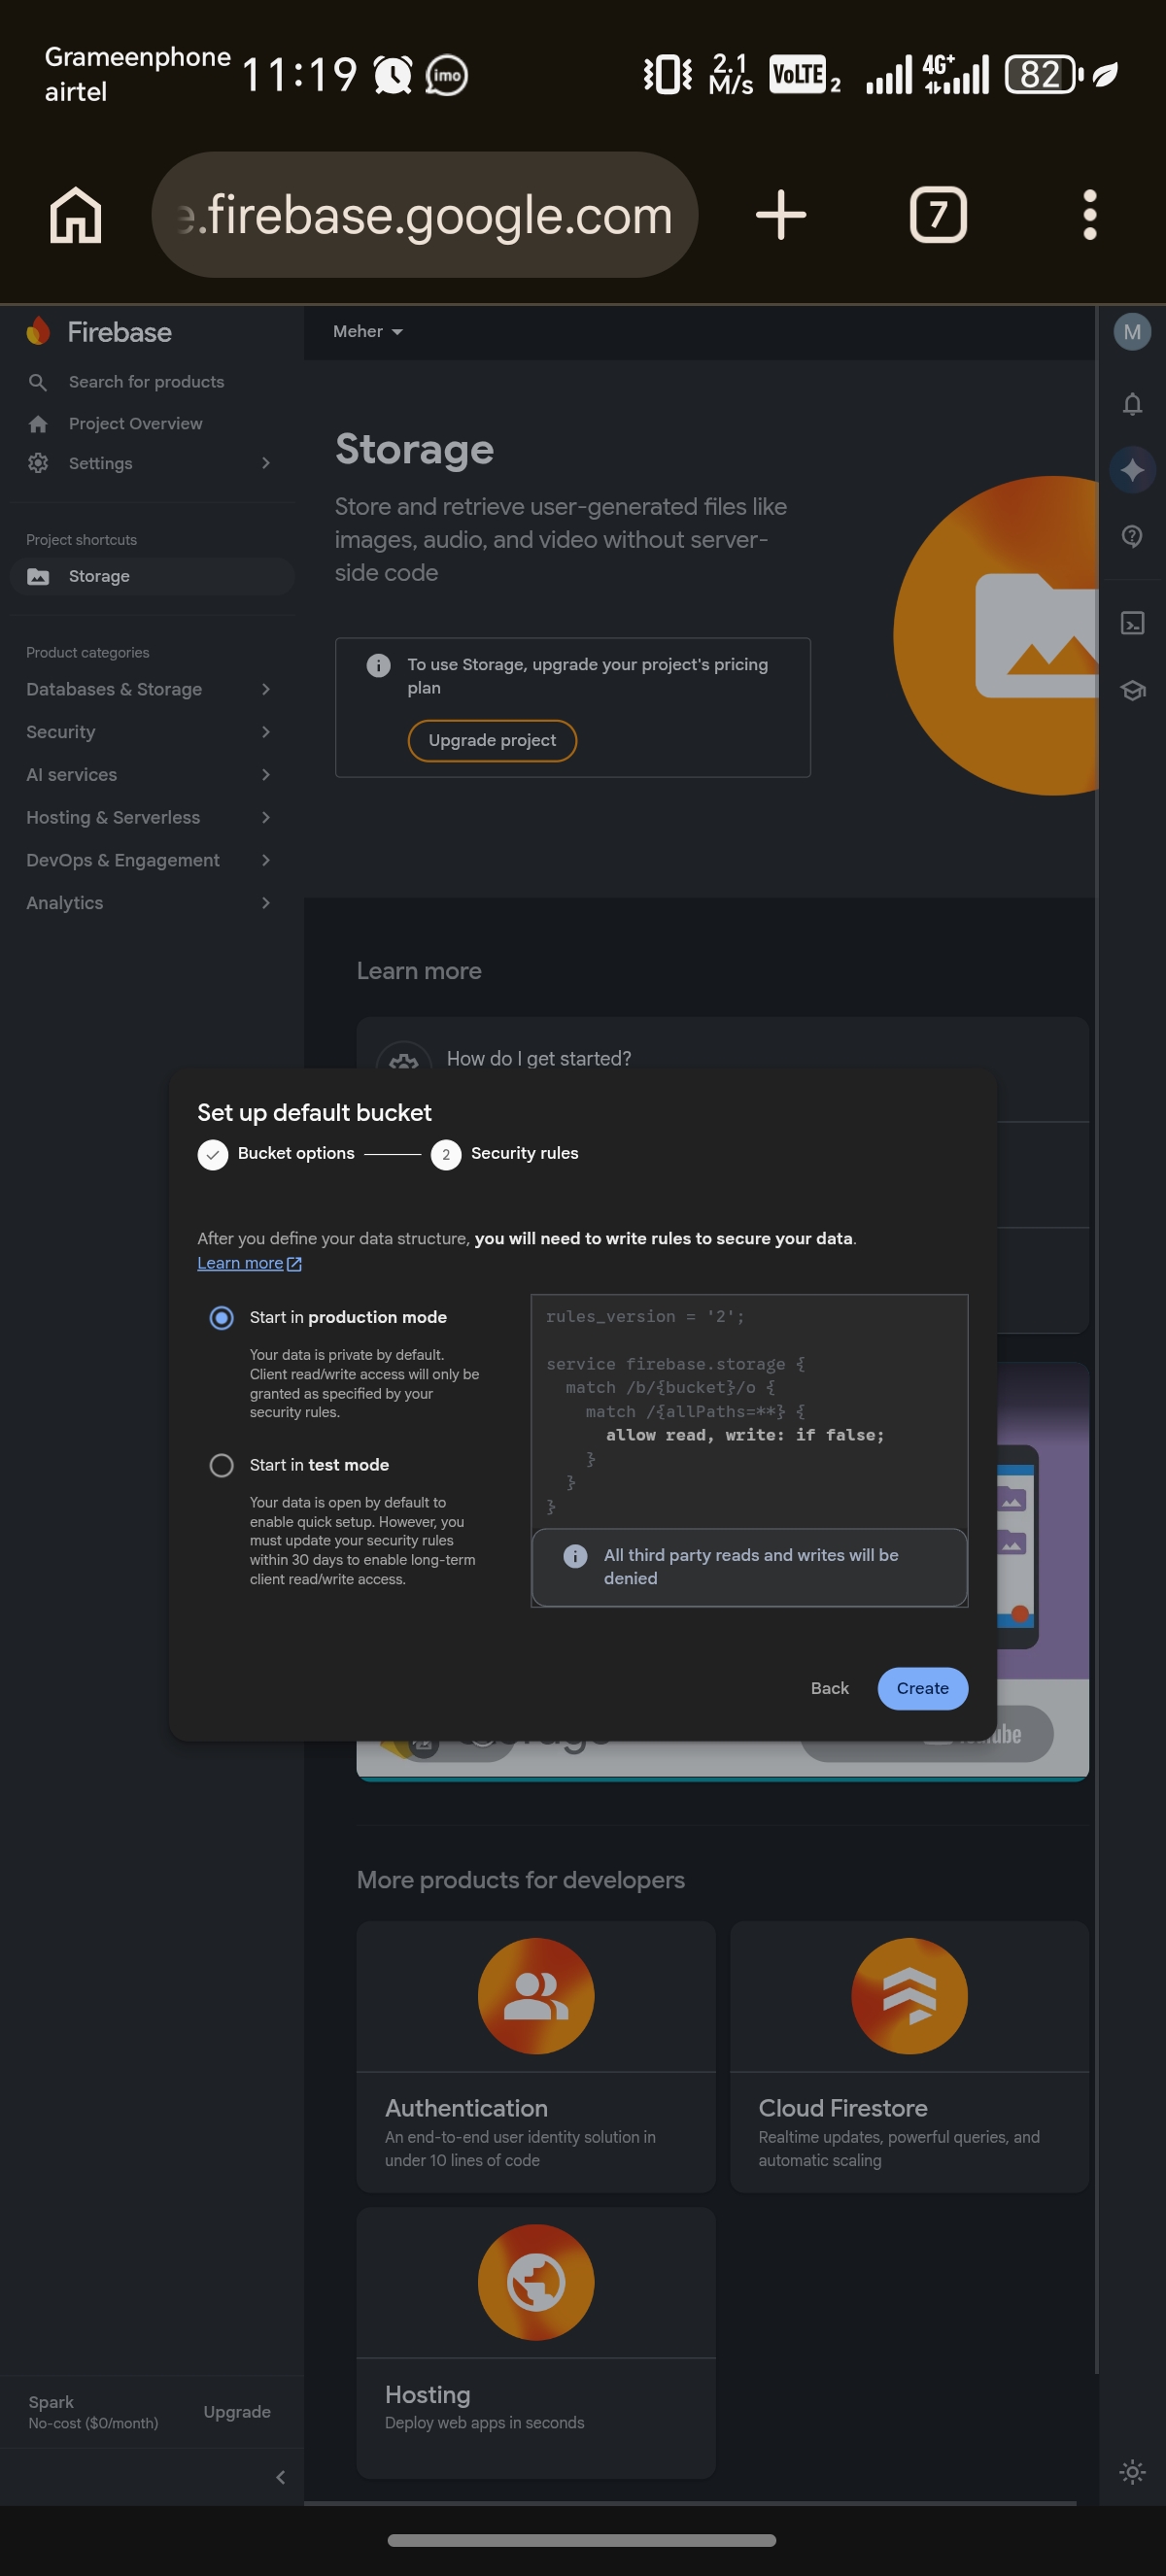 Grameenphone
airtel
11:19
imo
2.1
M/s
VoLTE 2
4G+
82
e.firebase.google.com
7
Firebase
Meher
M
Search for products
Project Overview
Settings
Project shortcuts
Storage
Product categories
Databases & Storage
Security
AI services
Hosting & Serverless
DevOps & Engagement
Analytics
Storage
Store and retrieve user-generated files like
images, audio, and video without server-
side code
To use Storage, upgrade your project's pricing
plan
Upgrade project
Learn more
How do I get started?
Set up default bucket
Bucket options
2 Security rules
After you define your data structure, you will need to write rules to secure your data.
Learn more
Start in production mode
Your data is private by default.
Client read/write access will only be
granted as specified by your
security rules.
Start in test mode
Your data is open by default to
enable quick setup. However, you
must update your security rules
within 30 days to enable long-term
client read/write access.
rules_version = '2';
service firebase.storage {
match /b/{bucket}/o {
match /{allPaths=**} {
allow read, write: if false;
}
}
}
All third party reads and writes will be
denied
Back
Create
More products for developers
Authentication
An end-to-end user identity solution in
under 10 lines of code
Cloud Firestore
Realtime updates, powerful queries, and
automatic scaling
Hosting
Deploy web apps in seconds
Spark
No-cost ($0/month)
Upgrade